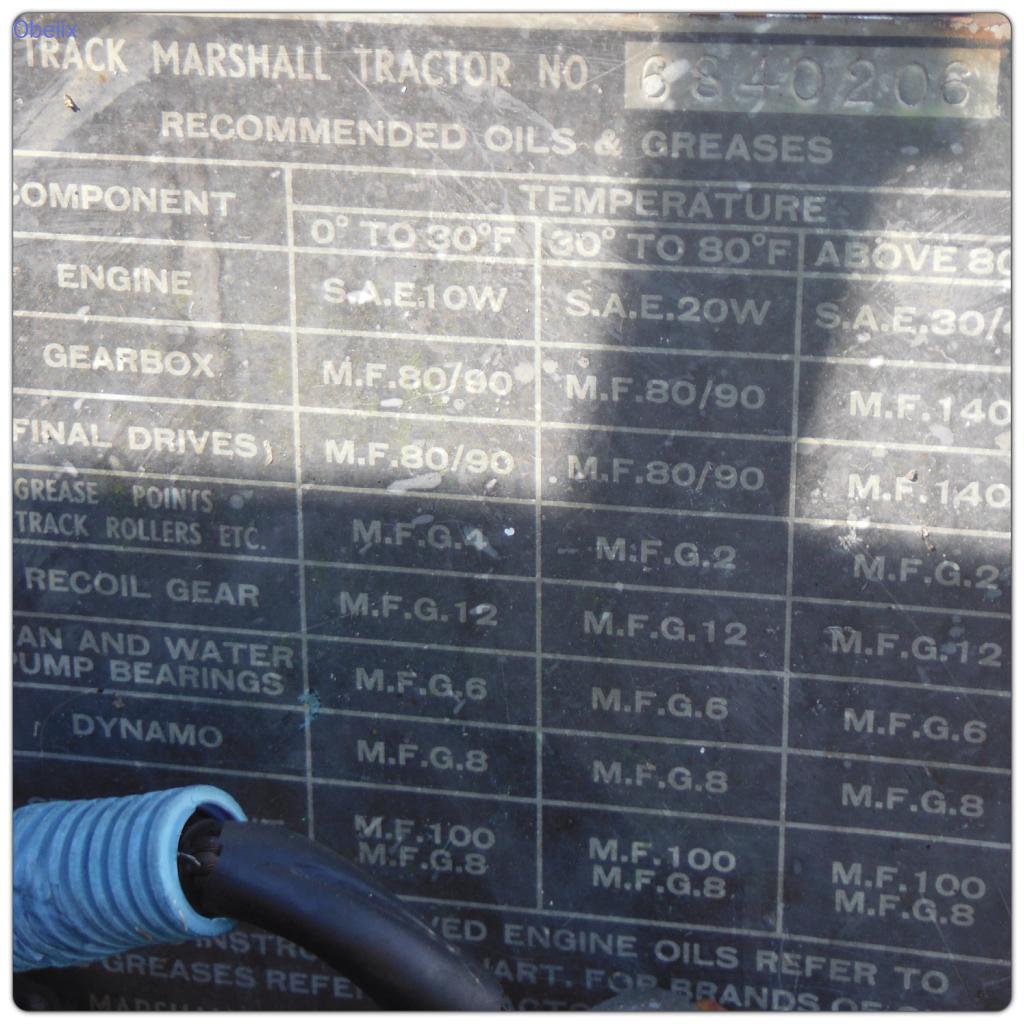 Obelix
TRACK MARSHALL TRACTOR NO. 6840206
RECOMMENDED OILS & GREASES
COMPONENT TEMPERATURE
0° TO 30°F 30° TO 80°F ABOVE 80
ENGINE S.A.E.10W S.A.E.20W S.A.E.30/
GEARBOX M.F.80/90 M.F.80/90 M.F.140
FINAL DRIVES M.F.80/90 M.F.80/90 M.F.140
GREASE POINTS
TRACK ROLLERS ETC. M.F.G.1 M.F.G.2 M.F.G.2
RECOIL GEAR M.F.G.12 M.F.G.12 M.F.G.12
AN AND WATER
PUMP BEARINGS M.F.G.6 M.F.G.6 M.F.G.6
DYNAMO M.F.G.8 M.F.G.8 M.F.G.8
M.F.100 M.F.100 M.F.100
M.F.G.8 M.F.G.8 M.F.G.8
VED ENGINE OILS REFER TO
INSTRU ART. FOR BRANDS OF
GREASES REFE
MARSHA